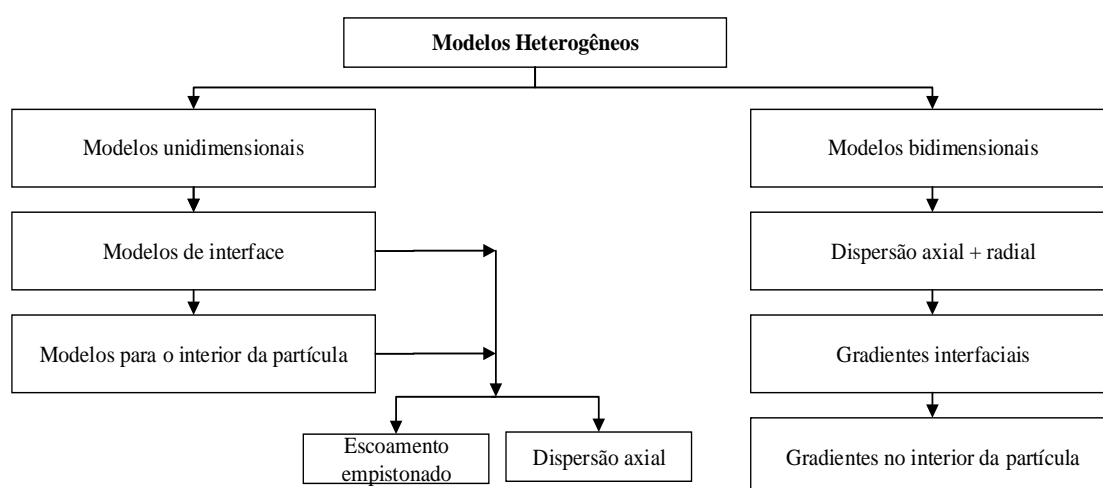 Modelos Heterogêneos
Modelos unidimensionais
Modelos bidimensionais
Modelos de interface
Dispersão axial + radial
Modelos para o interior da partícula
Gradientes interfaciais
Escoamento
empistonado
Dispersão axial
Gradientes no interior da partícula